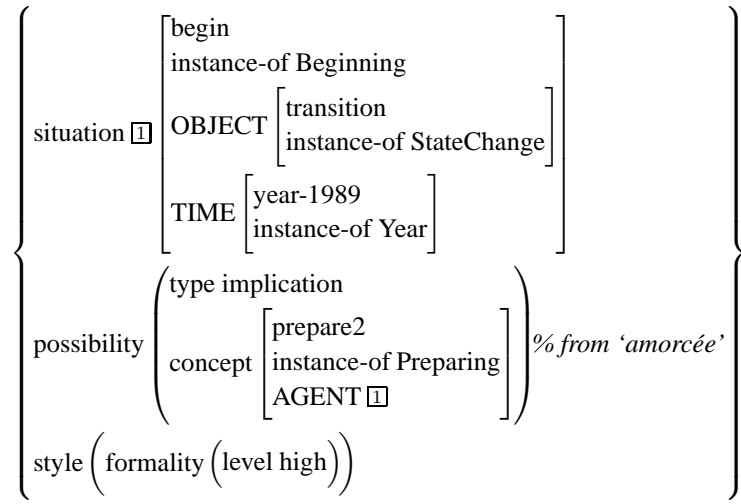 begin
instance-of Beginning
situation 1 OBJECT transition
instance-of StateChange
TIME year-1989
instance-of Year
type implication
possibility concept prepare2
instance-of Preparing
AGENT 1
% from ‘amorcée’
style (formality (level high))